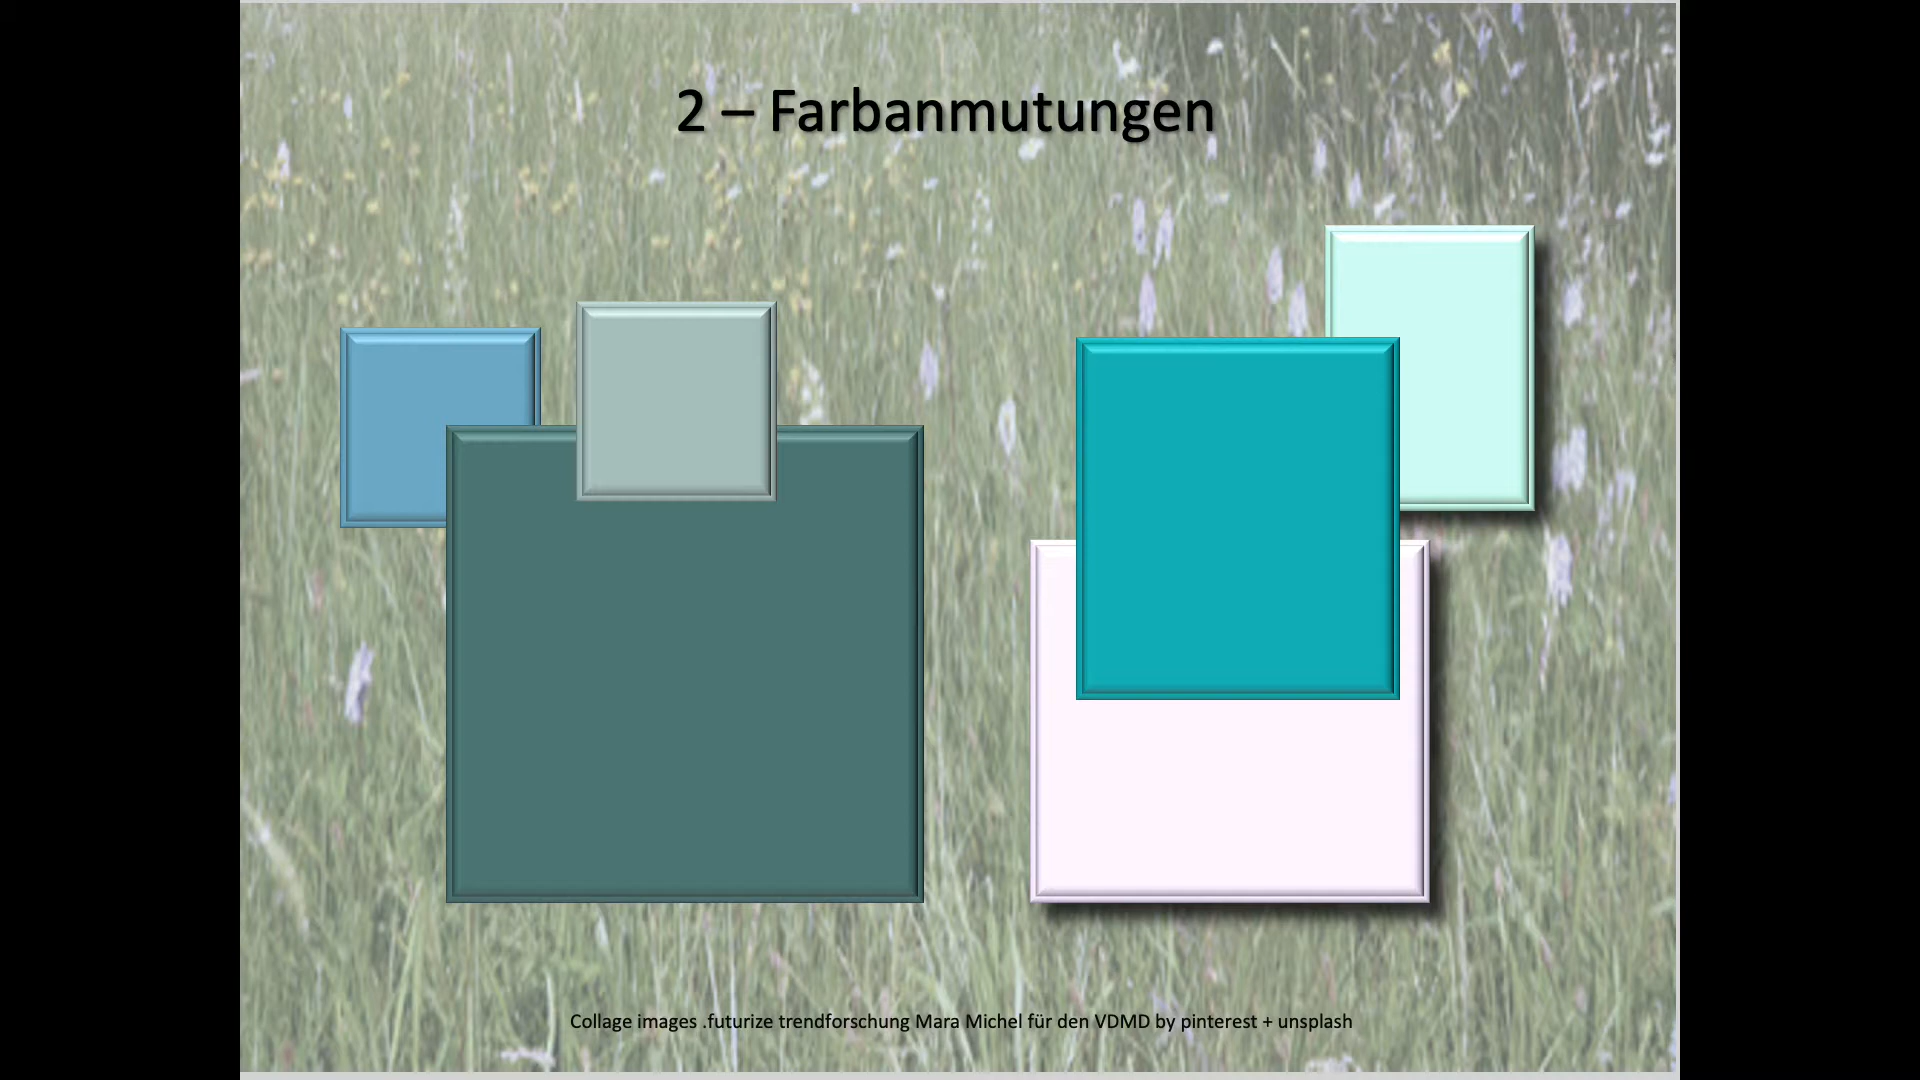 2 – Farbanmutungen
Collage images .futurize trendforschung Mara Michel für den VDMD by pinterest + unsplash